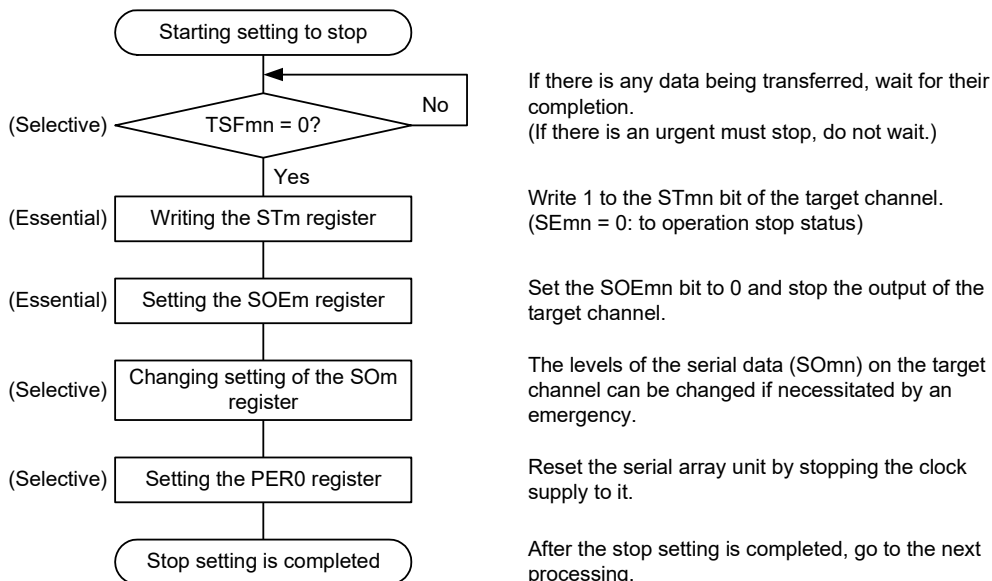 Starting setting to stop
If there is any data being transferred, wait for their
completion.
(If there is an urgent must stop, do not wait.)
No
(Selective)
TSFmn = 0?
Yes
Write 1 to the STmn bit of the target channel.
(SEmn = 0: to operation stop status)
(Essential)
Writing the STm register
Set the SOEmn bit to 0 and stop the output of the
target channel.
(Essential)
Setting the SOEm register
The levels of the serial data (SOmn) on the target
channel can be changed if necessitated by an
emergency.
(Selective)
Changing setting of the SOm
register
Reset the serial array unit by stopping the clock
supply to it.
(Selective)
Setting the PER0 register
Stop setting is completed
After the stop setting is completed, go to the next
processing.